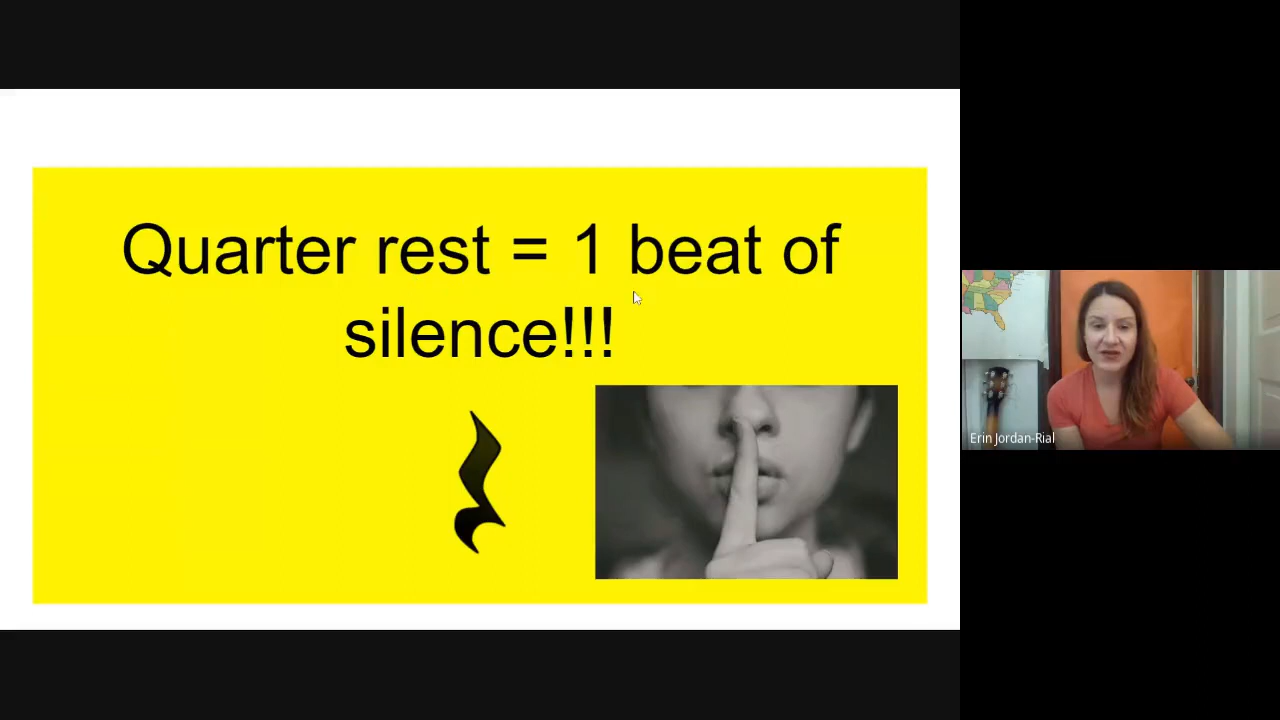 Quarter rest = 1 beat of
silence!!!
Erin Jordan-Rial